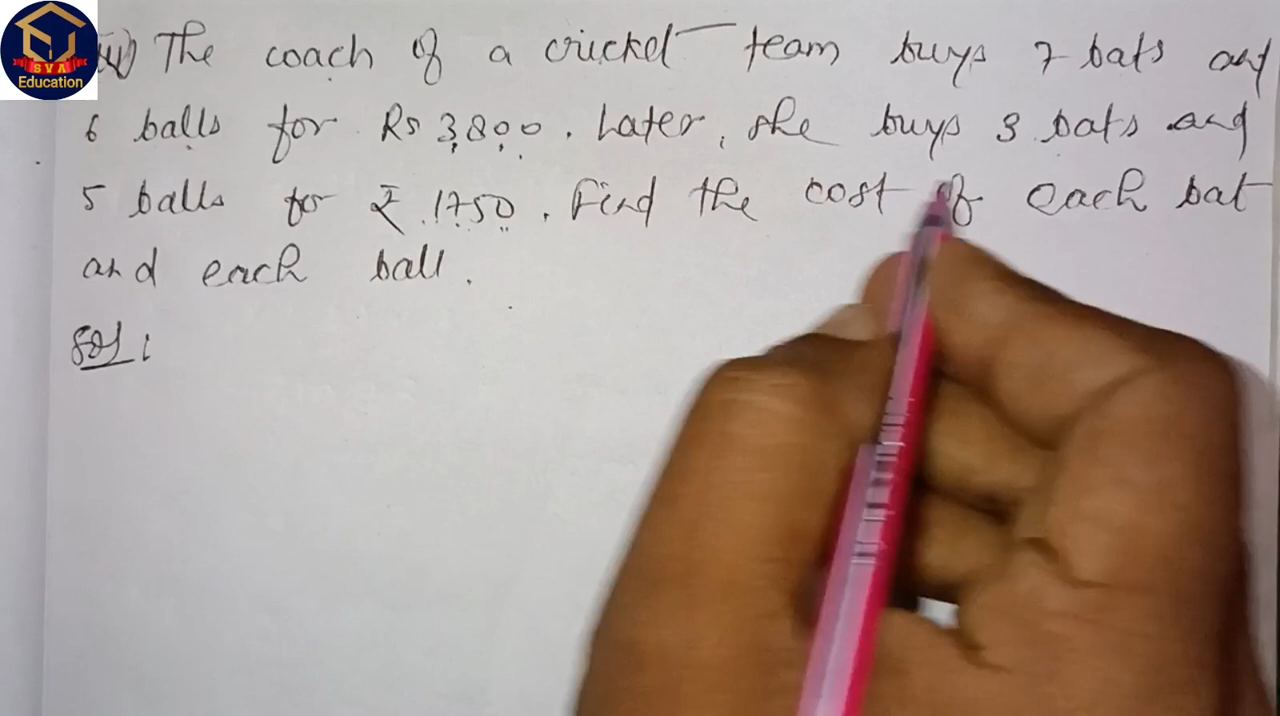 SVA
Education
iii) The coach of a cricket team buys 7 bats and
6 balls for Rs 3,800. Later, she buys 3 bats and
5 balls for ₹ 1750. Find the cost of each bat
and each ball.
Sol: